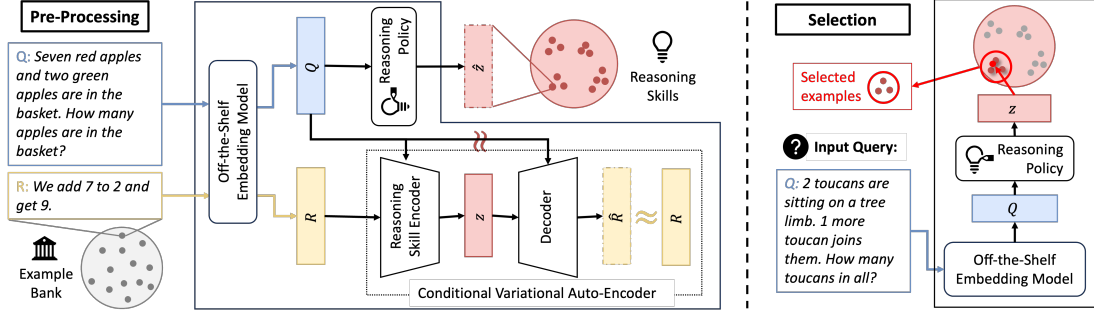 Pre-Processing
Q: Seven red apples
and two green
apples are in the
basket. How many
apples are in the
basket?
R: We add 7 to 2 and
get 9.
Example
Bank
Off-the-Shelf
Embedding Model
Q
Reasoning
Policy
ẑ
Reasoning
Skills
R
Reasoning
Skill Encoder
z
Decoder
R̂
≈
R
Conditional Variational Auto-Encoder
Selection
Selected
examples
z
? Input Query:
Reasoning
Policy
Q: 2 toucans are
sitting on a tree
limb. 1 more
toucan joins
them. How many
toucans in all?
Q
Off-the-Shelf
Embedding Model